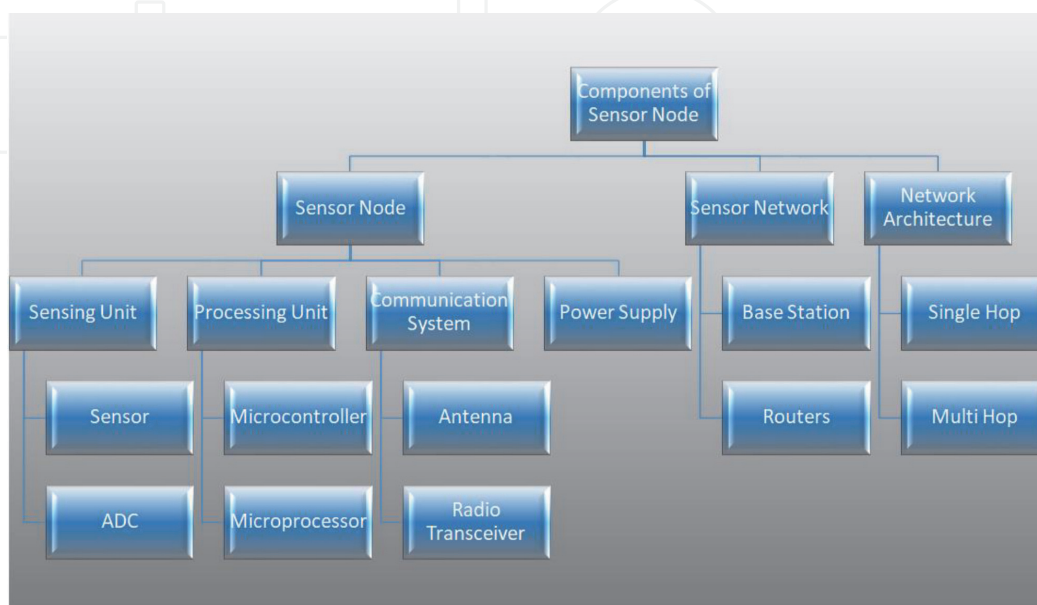 Components of
Sensor Node
Sensor Node
Sensor Network
Network
Architecture
Sensing Unit
Processing Unit
Communication
System
Power Supply
Base Station
Single Hop
Sensor
Microcontroller
Antenna
Routers
Multi Hop
ADC
Microprocessor
Radio
Transceiver